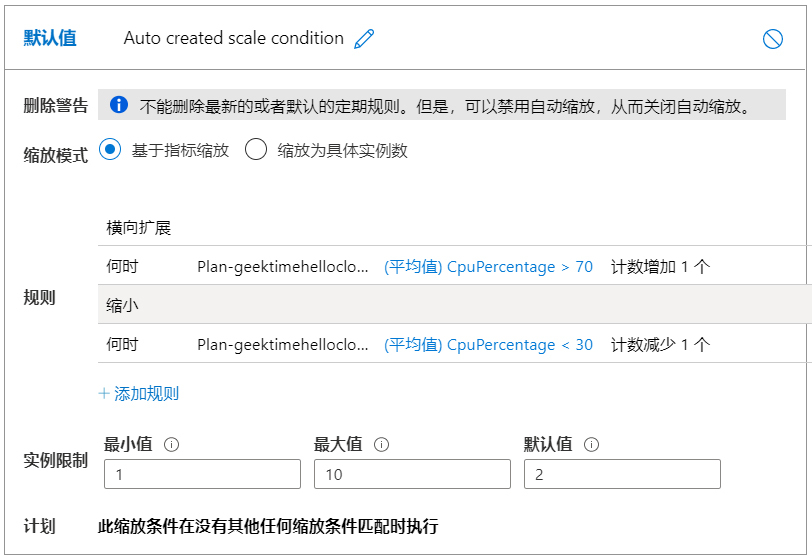 默认值 Auto created scale condition
删除警告 不能删除最新的或者默认的定期规则。但是，可以禁用自动缩放，从而关闭自动缩放。
缩放模式 基于指标缩放 缩放为具体实例数
横向扩展
何时 Plan-geektimehelloclo... (平均值) CpuPercentage > 70 计数增加 1 个
规则
缩小
何时 Plan-geektimehelloclo... (平均值) CpuPercentage < 30 计数减少 1 个
+ 添加规则
实例限制
最小值 最大值 默认值
1 10 2
计划 此缩放条件在没有其他任何缩放条件匹配时执行